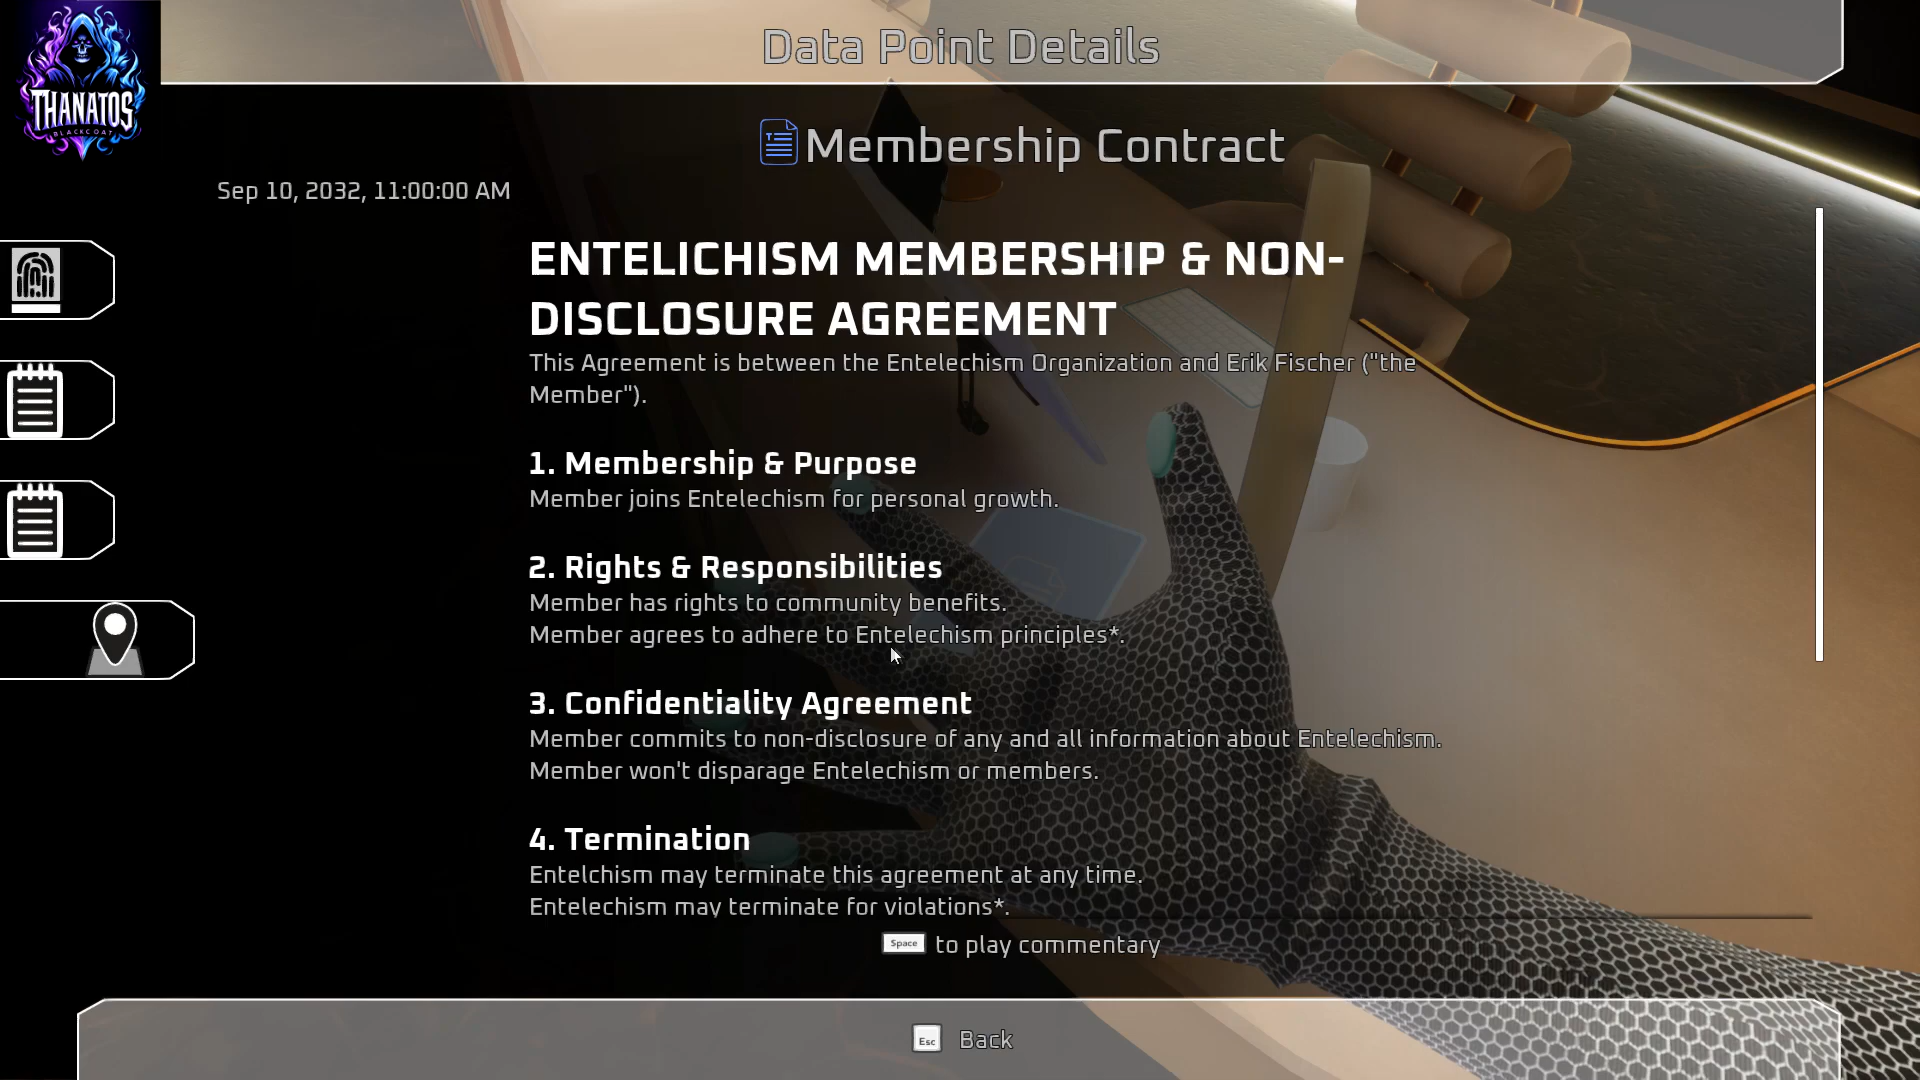 THANATOS
BLACKCOAT
Data Point Details
Membership Contract
Sep 10, 2032, 11:00:00 AM
ENTELICHISM MEMBERSHIP & NON-
DISCLOSURE AGREEMENT
This Agreement is between the Entelechism Organization and Erik Fischer ("the
Member").
1. Membership & Purpose
Member joins Entelechism for personal growth.
2. Rights & Responsibilities
Member has rights to community benefits.
Member agrees to adhere to Entelechism principles*.
3. Confidentiality Agreement
Member commits to non-disclosure of any and all information about Entelechism.
Member won't disparage Entelechism or members.
4. Termination
Entelchism may terminate this agreement at any time.
Entelechism may terminate for violations*.
Space to play commentary
Esc Back